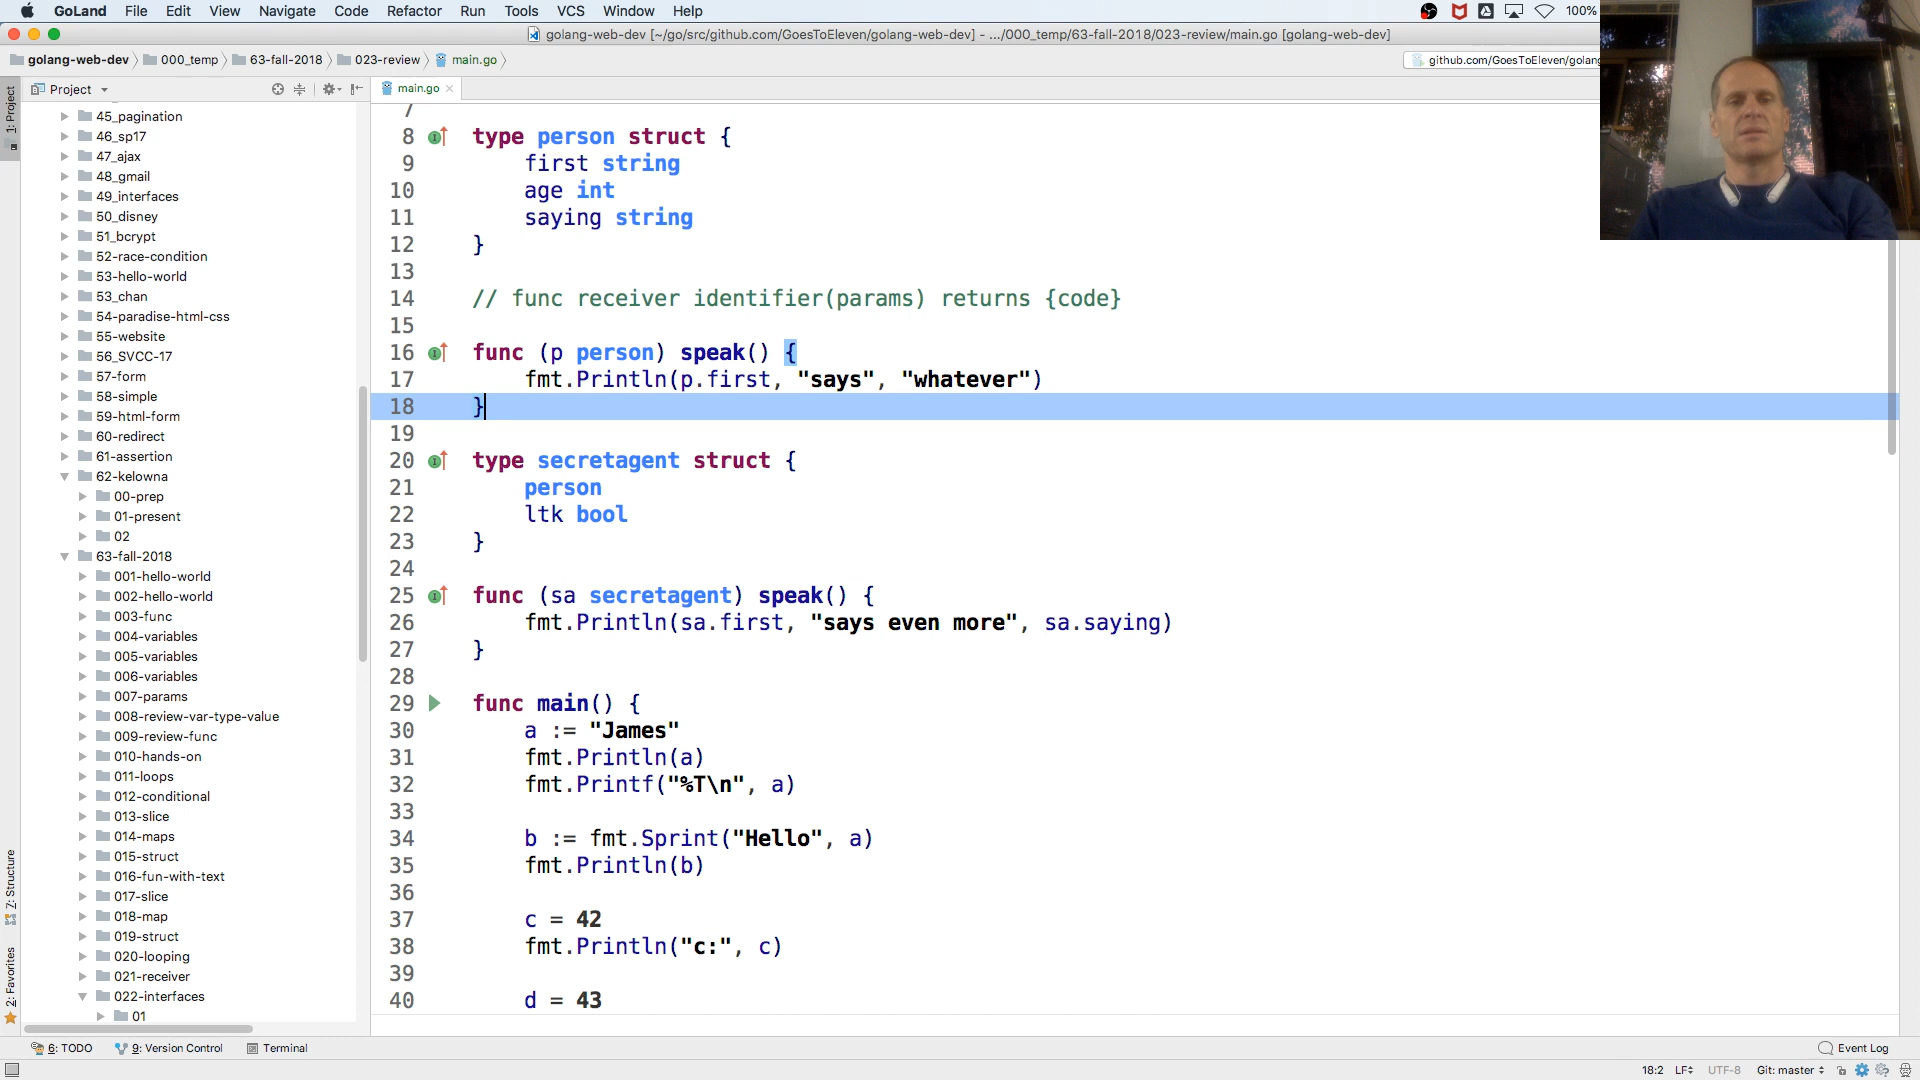 GoLand File Edit View Navigate Code Refactor Run Tools VCS Window Help 100%
golang-web-dev [~/go/src/github.com/GoesToEleven/golang-web-dev] - .../000_temp/63-fall-2018/023-review/main.go [golang-web-dev]
golang-web-dev 000_temp 63-fall-2018 023-review main.go github.com/GoesToEleven/golang
Project main.go
1: Project
7: Structure
2: Favorites
45_pagination
46_sp17
47_ajax
48_gmail
49_interfaces
50_disney
51_bcrypt
52-race-condition
53-hello-world
53_chan
54-paradise-html-css
55-website
56_SVCC-17
57-form
58-simple
59-html-form
60-redirect
61-assertion
62-kelowna
00-prep
01-present
02
63-fall-2018
001-hello-world
002-hello-world
003-func
004-variables
005-variables
006-variables
007-params
008-review-var-type-value
009-review-func
010-hands-on
011-loops
012-conditional
013-slice
014-maps
015-struct
016-fun-with-text
017-slice
018-map
019-struct
020-looping
021-receiver
022-interfaces
01
7
8 type person struct {
9 first string
10 age int
11 saying string
12 }
13
14 // func receiver identifier(params) returns {code}
15
16 func (p person) speak() {
17 fmt.Println(p.first, "says", "whatever")
18 }
19
20 type secretagent struct {
21 person
22 ltk bool
23 }
24
25 func (sa secretagent) speak() {
26 fmt.Println(sa.first, "says even more", sa.saying)
27 }
28
29 func main() {
30 a := "James"
31 fmt.Println(a)
32 fmt.Printf("%T\n", a)
33
34 b := fmt.Sprint("Hello", a)
35 fmt.Println(b)
36
37 c = 42
38 fmt.Println("c:", c)
39
40 d = 43
6: TODO 9: Version Control Terminal Event Log
18:2 LF UTF-8 Git: master